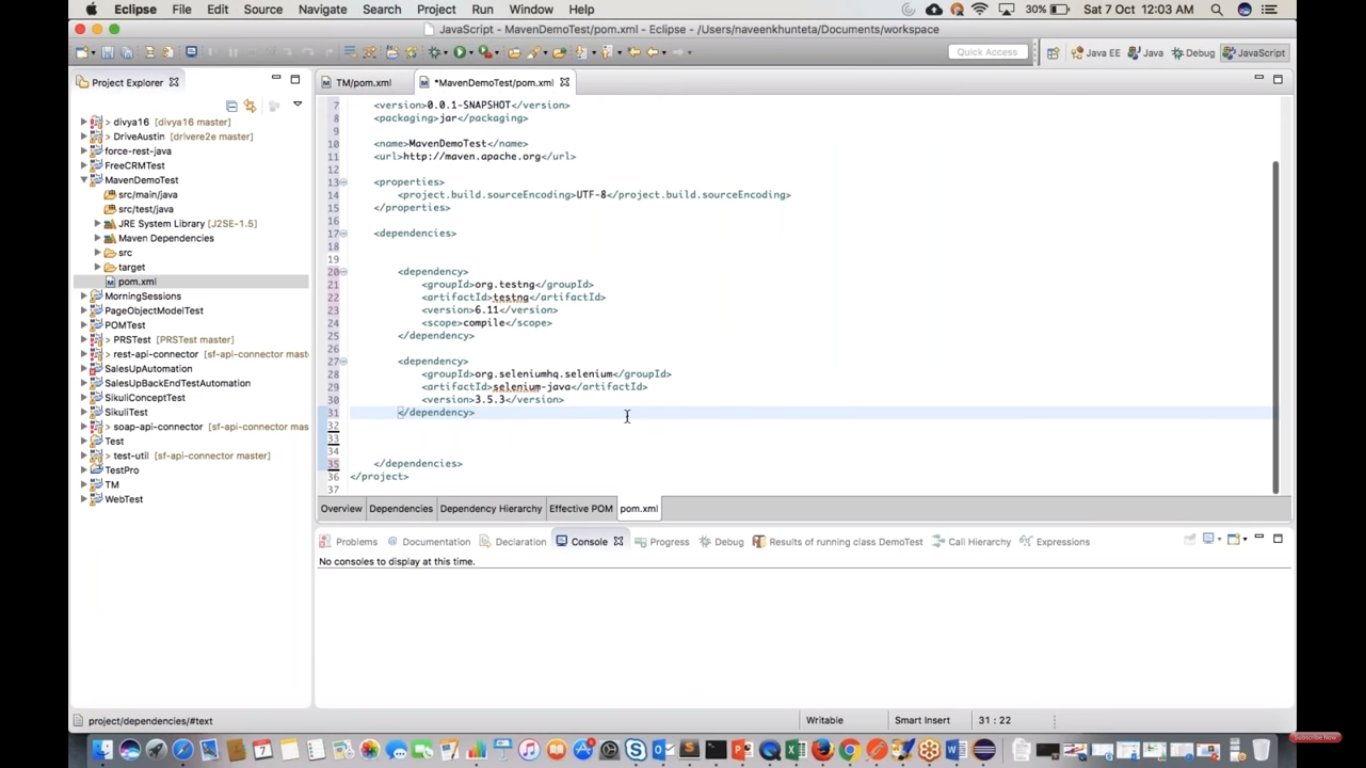 Eclipse File Edit Source Navigate Search Project Run Window Help 30% Sat 7 Oct 12:03 AM
JavaScript - MavenDemoTest/pom.xml - Eclipse - /Users/naveenkhunteta/Documents/workspace
Quick Access Java EE Java Debug JavaScript
Project Explorer
> divya16 [divya16 master]
> DriveAustin [drivere2e master]
force-rest-java
FreeCRMTest
MavenDemoTest
src/main/java
src/test/java
JRE System Library [J2SE-1.5]
Maven Dependencies
src
target
pom.xml
MorningSessions
PageObjectModelTest
POMTest
> PRSTest [PRSTest master]
> rest-api-connector [sf-api-connector mast
SalesUpAutomation
SalesUpBackEndTestAutomation
SikuliConceptTest
SikuliTest
> soap-api-connector [sf-api-connector mas
Test
> test-util [sf-api-connector master]
TestPro
TM
WebTest
TM/pom.xml *MavenDemoTest/pom.xml
7 <version>0.0.1-SNAPSHOT</version>
8 <packaging>jar</packaging>
9
10 <name>MavenDemoTest</name>
11 <url>http://maven.apache.org</url>
12
13 <properties>
14 <project.build.sourceEncoding>UTF-8</project.build.sourceEncoding>
15 </properties>
16
17 <dependencies>
18
19
20 <dependency>
21 <groupId>org.testng</groupId>
22 <artifactId>testng</artifactId>
23 <version>6.11</version>
24 <scope>compile</scope>
25 </dependency>
26
27 <dependency>
28 <groupId>org.seleniumhq.selenium</groupId>
29 <artifactId>selenium-java</artifactId>
30 <version>3.5.3</version>
31 </dependency>
32
33
34
35 </dependencies>
36 </project>
37
Overview Dependencies Dependency Hierarchy Effective POM pom.xml
Problems Documentation Declaration Console Progress Debug Results of running class DemoTest Call Hierarchy Expressions
No consoles to display at this time.
project/dependencies/#text Writable Smart Insert 31 : 22
Subscribe Now